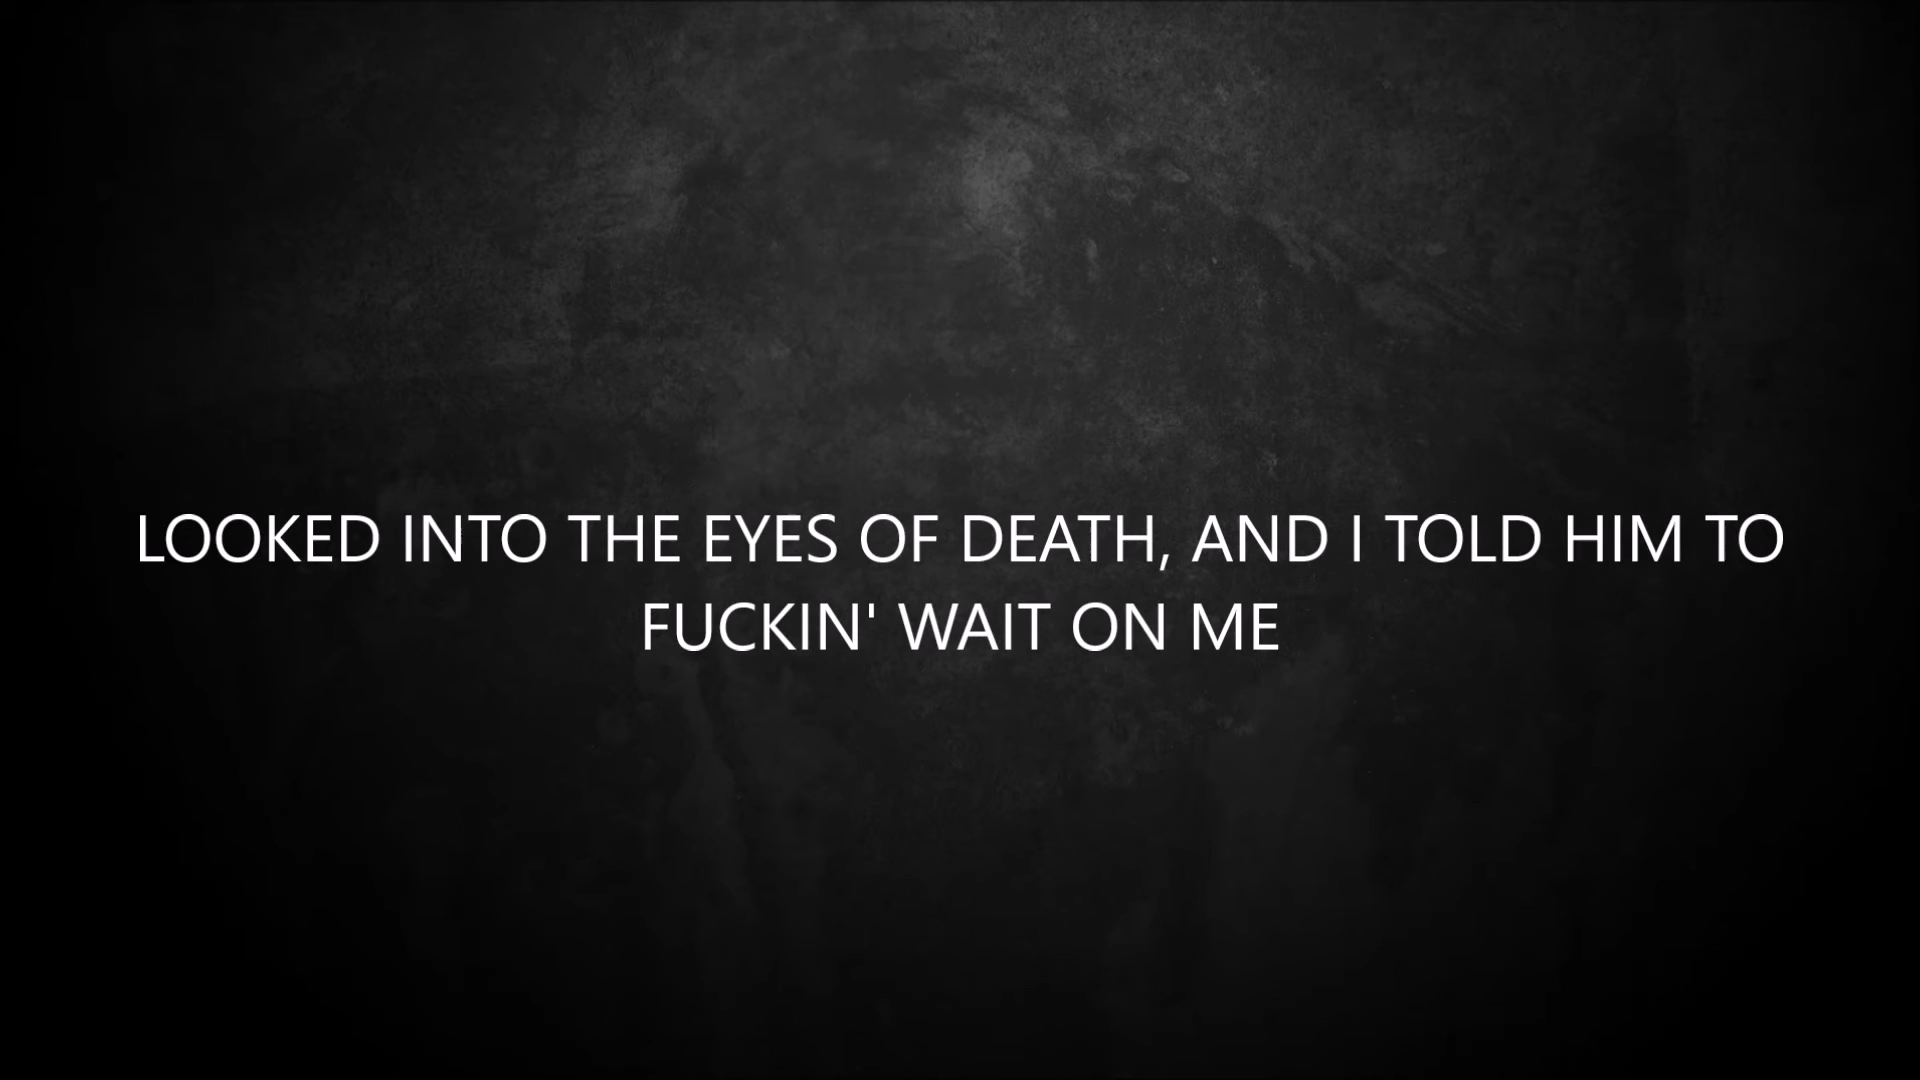 LOOKED INTO THE EYES OF DEATH, AND I TOLD HIM TO
FUCKIN' WAIT ON ME